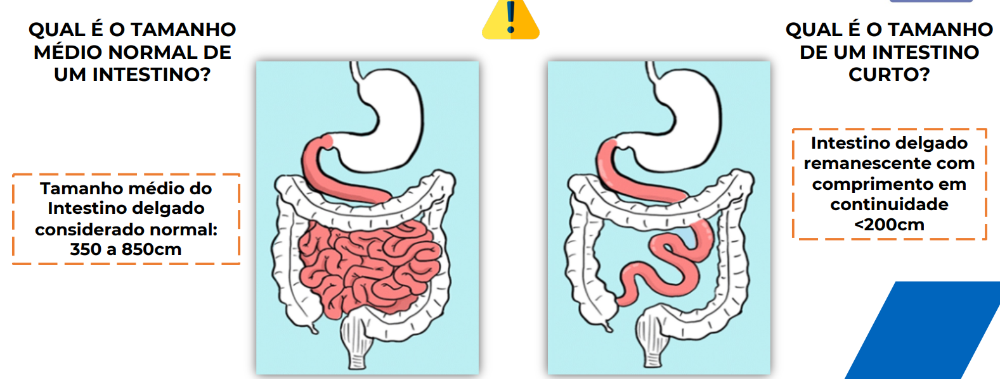 QUAL É O TAMANHO
MÉDIO NORMAL DE
UM INTESTINO?
Tamanho médio do
Intestino delgado
considerado normal:
350 a 850cm
QUAL É O TAMANHO
DE UM INTESTINO
CURTO?
Intestino delgado
remanescente com
comprimento em
continuidade
<200cm